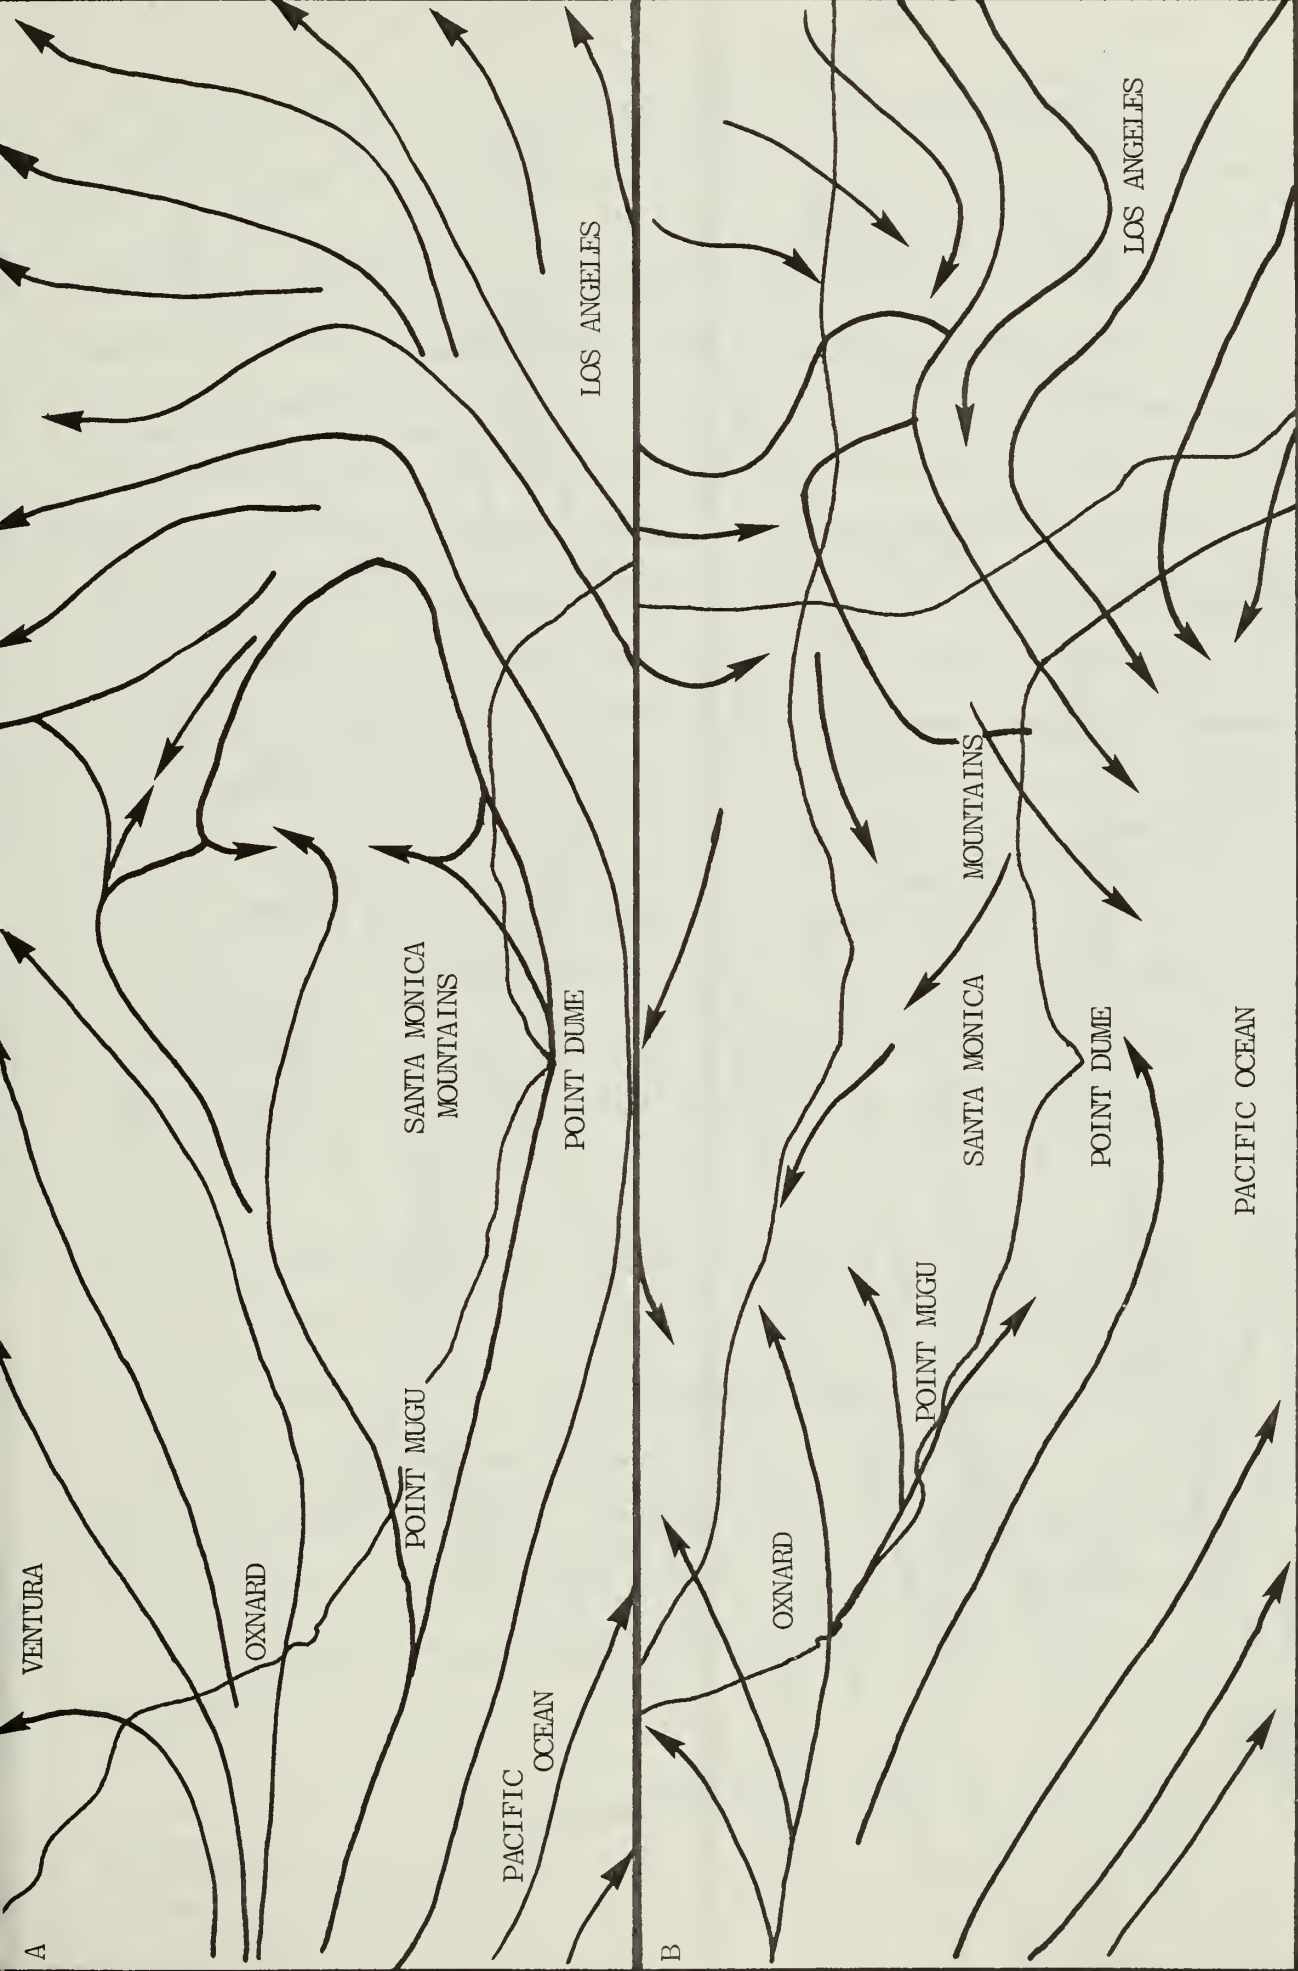 A
VENTURA
OXNARD
POINT MUGU
PACIFIC
OCEAN
SANTA MONICA
MOUNTAINS
POINT DUME
LOS ANGELES
B
OXNARD
POINT MUGU
SANTA MONICA MOUNTAINS
POINT DUME
PACIFIC OCEAN
LOS ANGELES